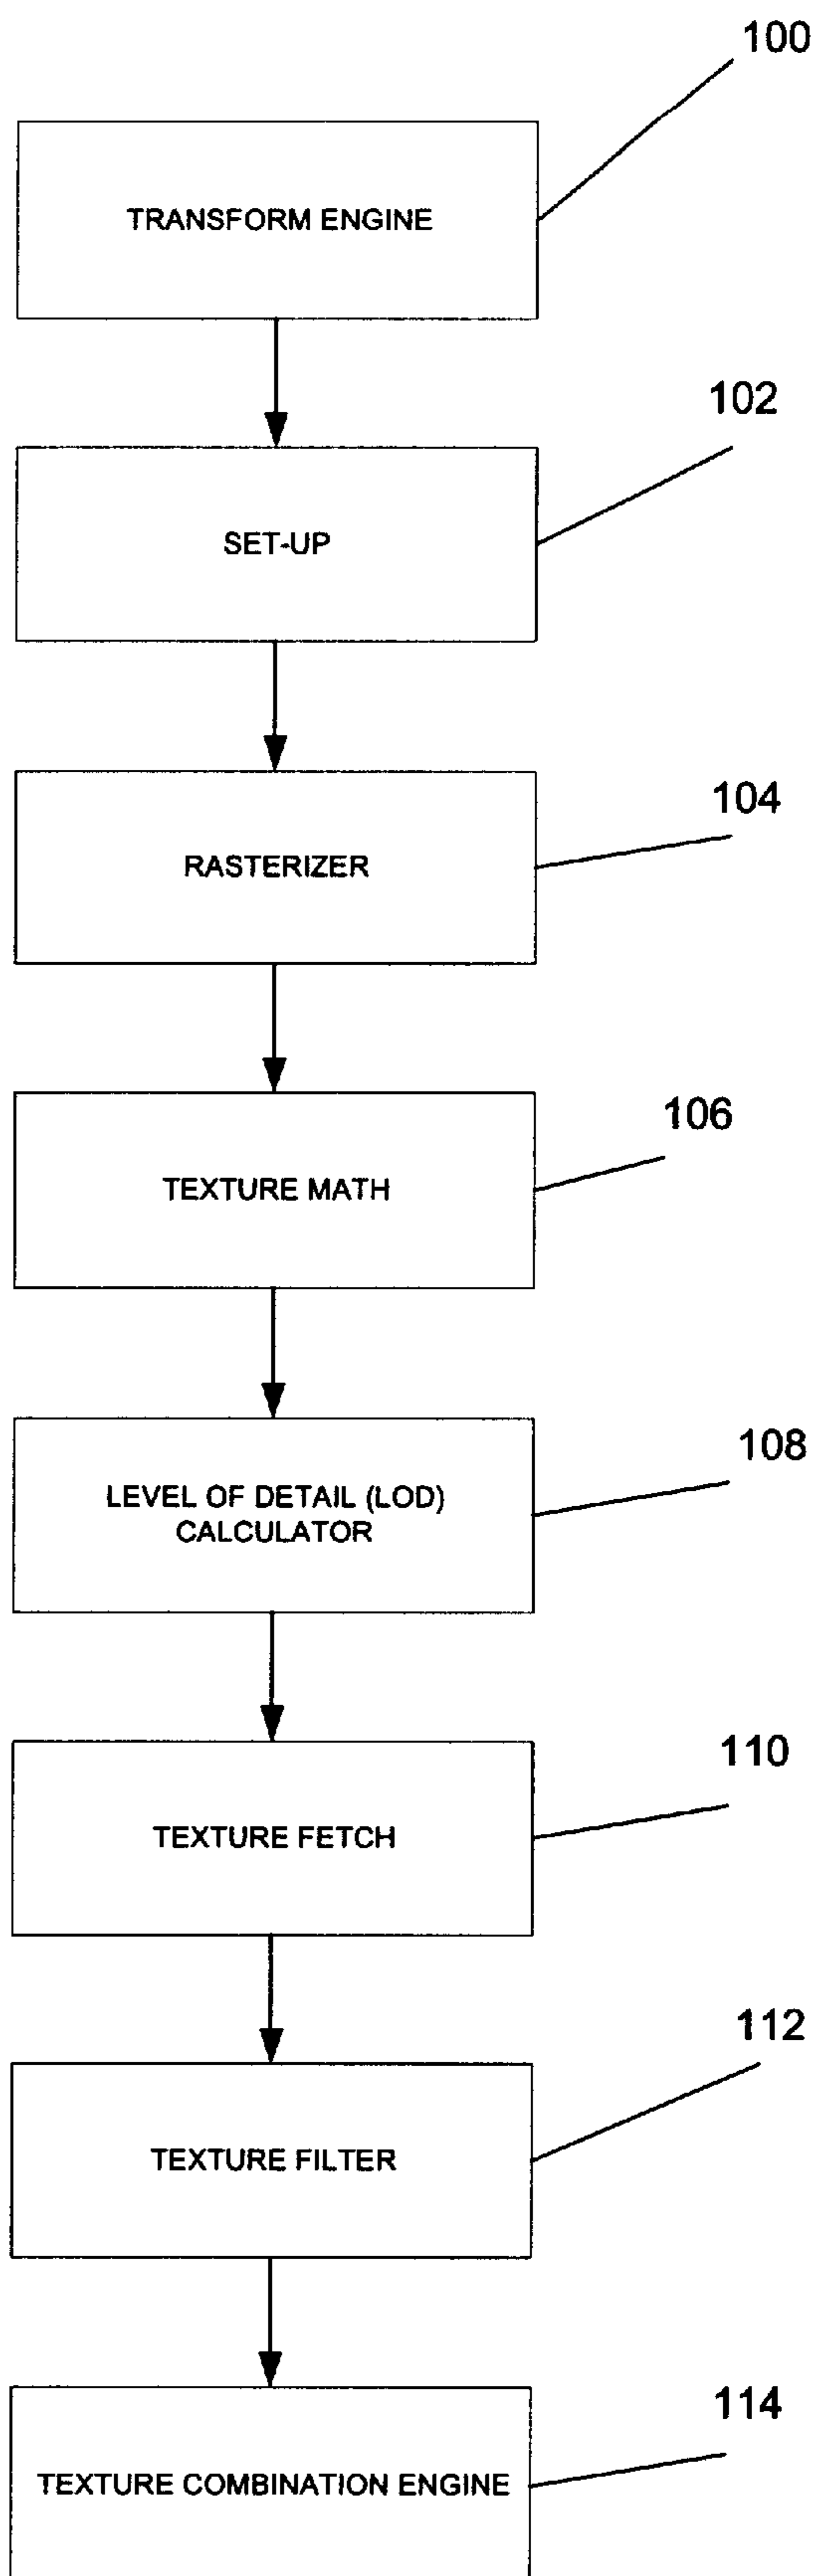 100
TRANSFORM ENGINE
102
SET-UP
104
RASTERIZER
106
TEXTURE MATH
108
LEVEL OF DETAIL (LOD)
CALCULATOR
110
TEXTURE FETCH
112
TEXTURE FILTER
114
TEXTURE COMBINATION ENGINE